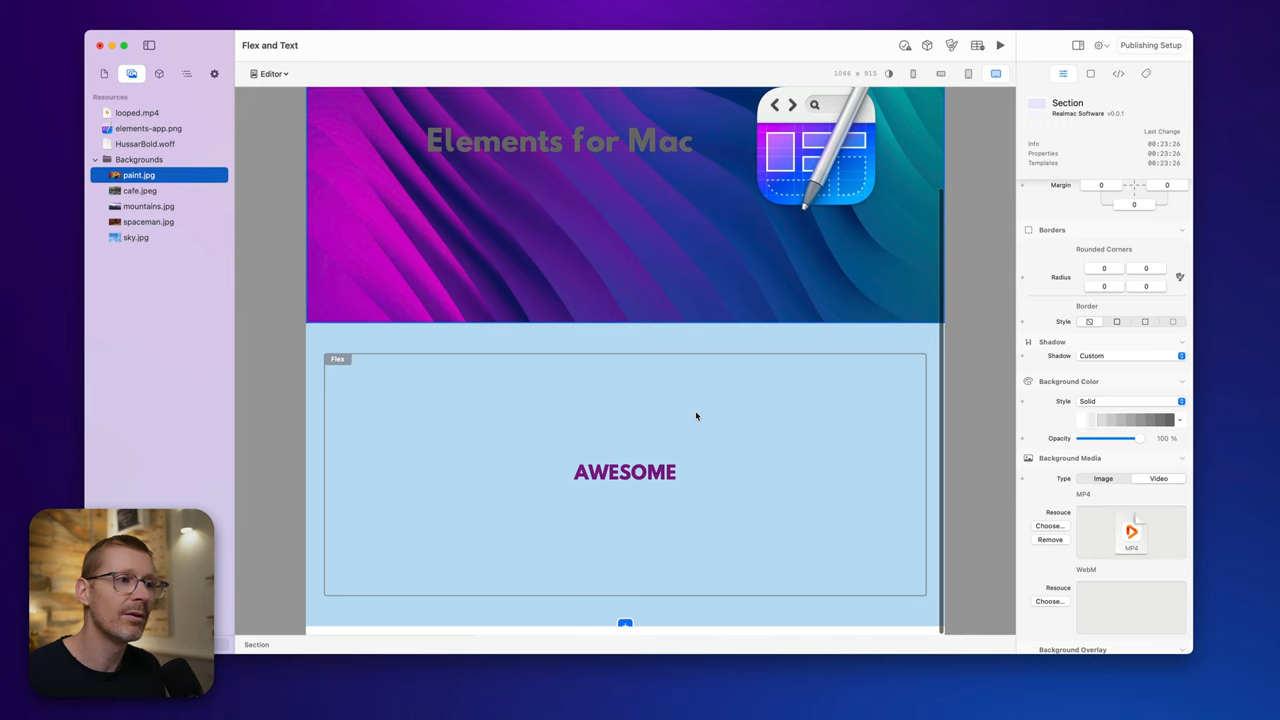 Flex and Text
Publishing Setup
Editor
1066 x 915
Resources
looped.mp4
elements-app.png
HussarBold.woff
Backgrounds
paint.jpg
cafe.jpeg
mountains.jpg
spaceman.jpg
sky.jpg
Elements for Mac
Flex
AWESOME
Section
Section
Realmac Software v0.0.1
Last Change
Info 00:23:26
Properties 00:23:26
Templates 00:23:26
Margin 0 0
0
Borders
Rounded Corners
0 0
Radius
0 0
Border
Style
Shadow
Shadow Custom
Background Color
Style Solid
Opacity 100 %
Background Media
Type Image Video
MP4
Resouce
Choose...
Remove
MP4
WebM
Resouce
Choose...
Background Overlay